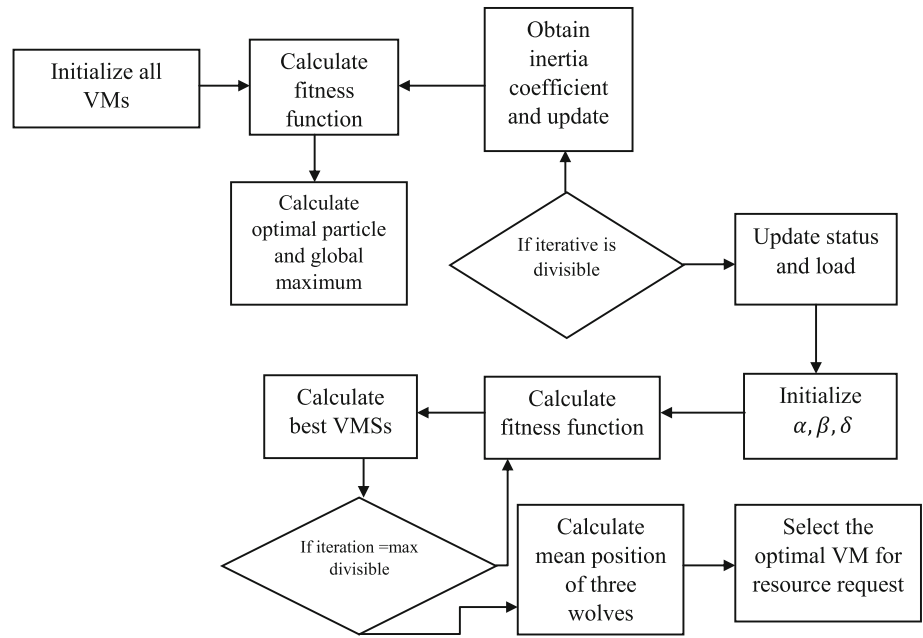 Initialize all
VMs
Calculate
fitness
function
Obtain
inertia
coefficient
and update
Calculate
optimal particle
and global
maximum
If iterative is
divisible
Update status
and load
Initialize
α, β, δ
Calculate
fitness function
Calculate
best VMSs
If iteration =max
divisible
Calculate
mean position
of three
wolves
Select the
optimal VM for
resource request